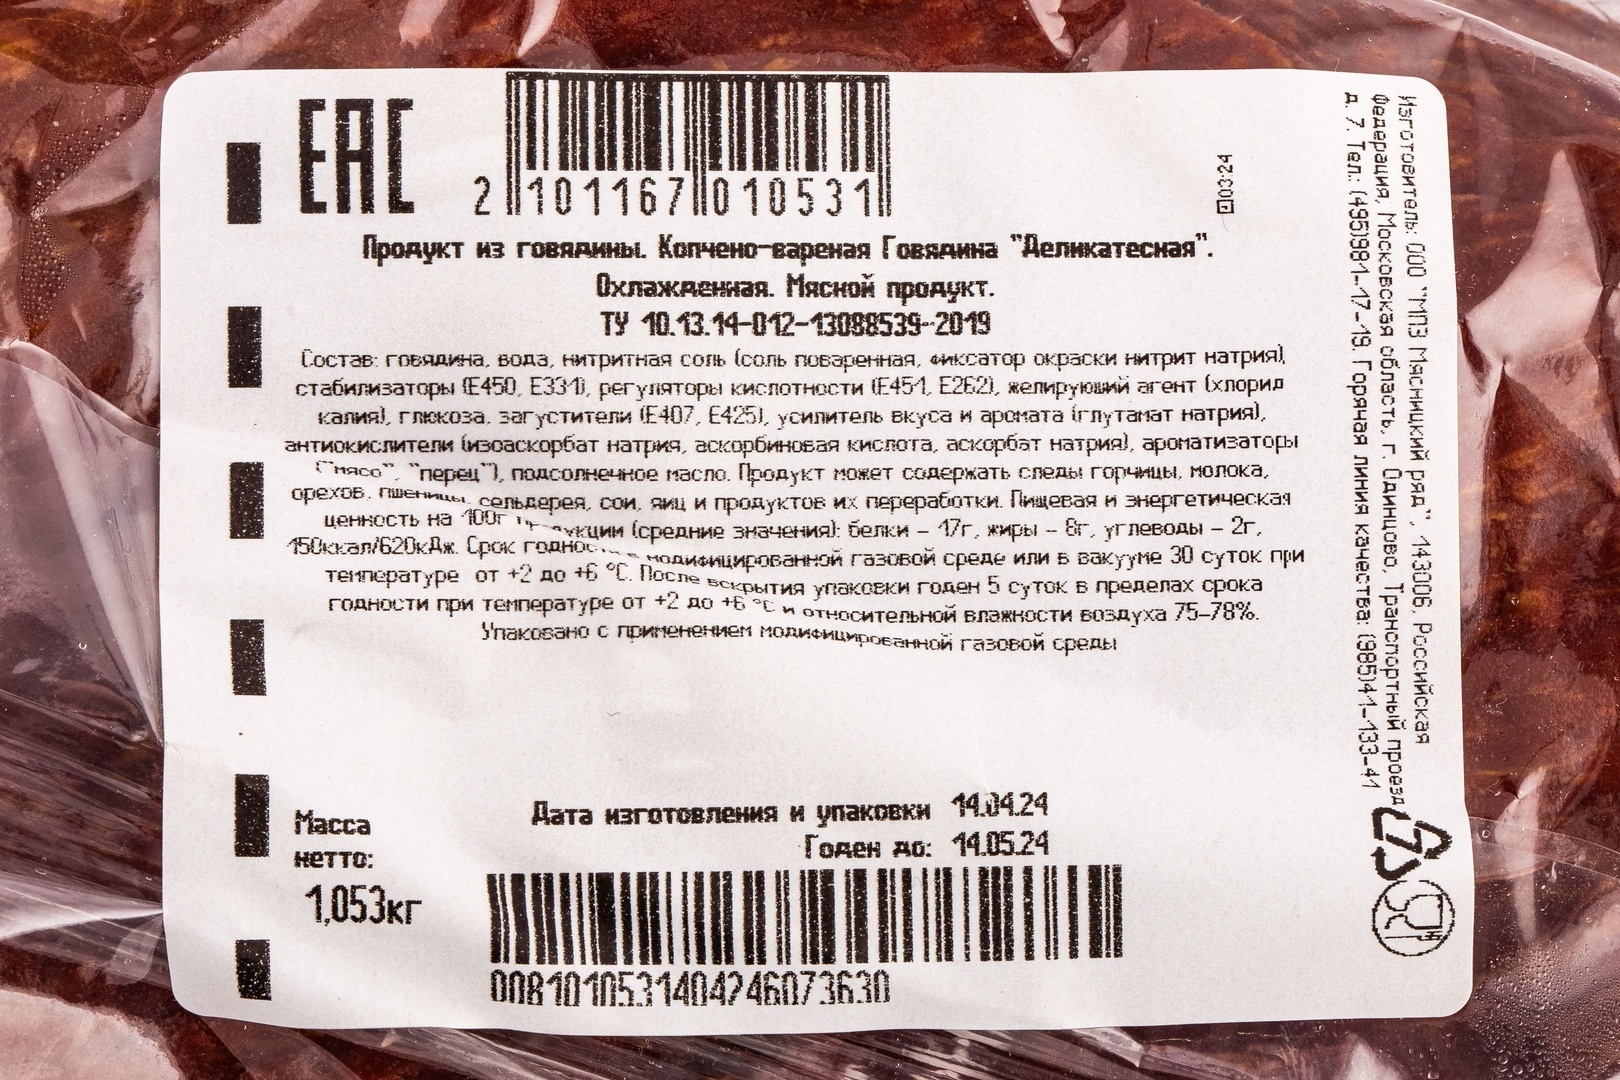 EAC
2 101167 010531
03:24
Продукт из говядины. Копчено-вареная Говядина "Деликатесная".
Охлажденная. Мясной продукт.
ТУ 10.13.14-012-13088539-2019
Состав: говядина, вода, нитритная соль (соль поваренная, фиксатор окраски нитрит натрия),
стабилизаторы (Е450, Е331), регуляторы кислотности (Е451, Е262), желирующий агент (хлорид
калия), глюкоза, загустители (Е407, Е425), усилитель вкуса и аромата (глутамат натрия),
антиокислители (изоаскорбат натрия, аскорбиновая кислота, аскорбат натрия), ароматизаторы
("мясо", "перец"), подсолнечное масло. Продукт может содержать следы горчицы, молока,
орехов, пшеницы, сельдерея, сои, яиц и продуктов их переработки. Пищевая и энергетическая
ценность на 100г продукции (средние значения): белки – 17г, жиры – 8г, углеводы – 2г,
150ккал/620кДж. Срок годности в модифицированной газовой среде или в вакууме 30 суток при
температуре от +2 до +6 °С. После вскрытия упаковки годен 5 суток в пределах срока
годности при температуре от +2 до +6 °С и относительной влажности воздуха 75–78%.
Упаковано с применением модифицированной газовой среды
Дата изготовления и упаковки 14.04.24
Годен до: 14.05.24
Масса
нетто:
1,053кг
0081010531404246073630
Изготовитель: ООО "МПЗ Мясницкий ряд", 143006, Российская
Федерация, Московская область, г. Одинцово, Транспортный проезд
д. 7. Тел.: (495)981-17-19. Горячая линия качества: (985)41-133-41